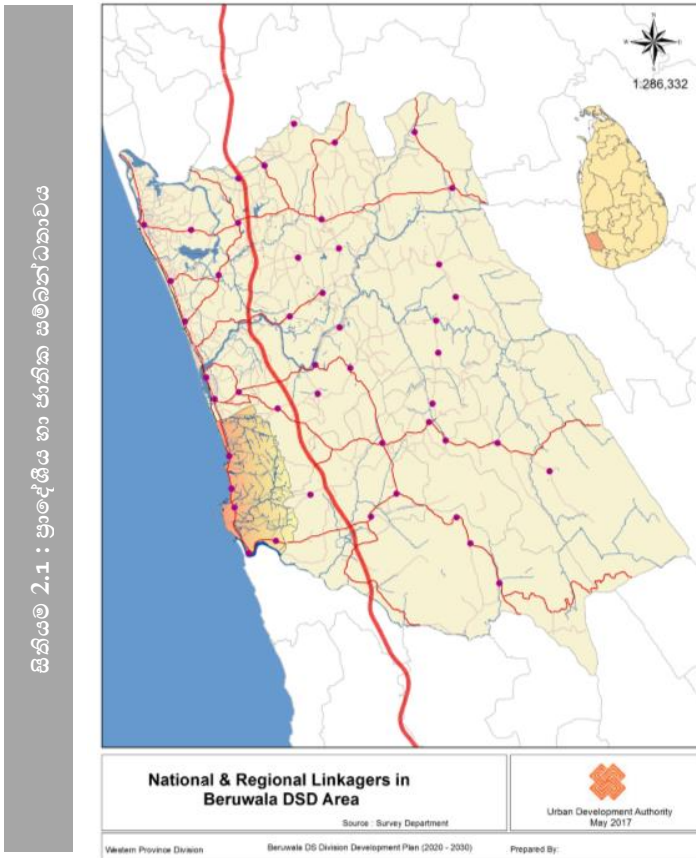 සිතියම 2.1 : ප්‍රාදේශීය හා ජාතික සම්බන්ධතාවය
N
W E
S
1:286,332
National & Regional Linkagers in
Beruwala DSD Area
Source : Survey Department
Urban Development Authority
May 2017
Western Province Division
Beruwala DS Division Development Plan (2020 - 2030)
Prepared By: